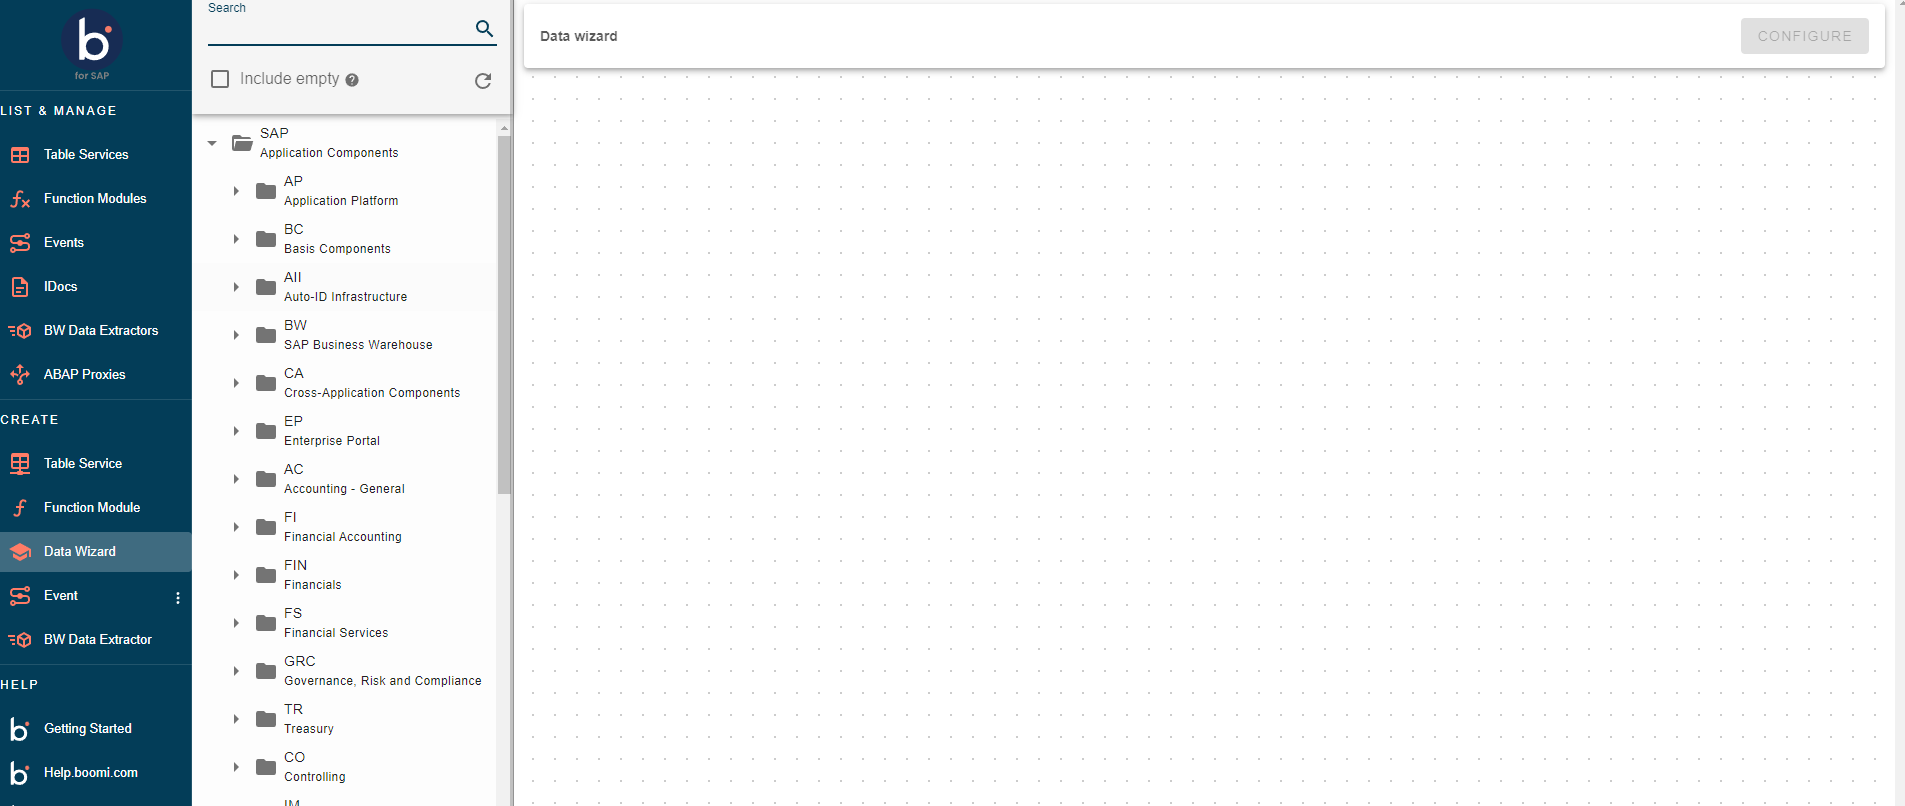 b
for SAP
LIST & MANAGE
Table Services
Function Modules
Events
IDocs
BW Data Extractors
ABAP Proxies
CREATE
Table Service
Function Module
Data Wizard
Event
BW Data Extractor
HELP
Getting Started
Help.boomi.com
Search
Include empty
SAP
Application Components
AP
Application Platform
BC
Basis Components
AII
Auto-ID Infrastructure
BW
SAP Business Warehouse
CA
Cross-Application Components
EP
Enterprise Portal
AC
Accounting - General
FI
Financial Accounting
FIN
Financials
FS
Financial Services
GRC
Governance, Risk and Compliance
TR
Treasury
CO
Controlling
IM
Data wizard
CONFIGURE